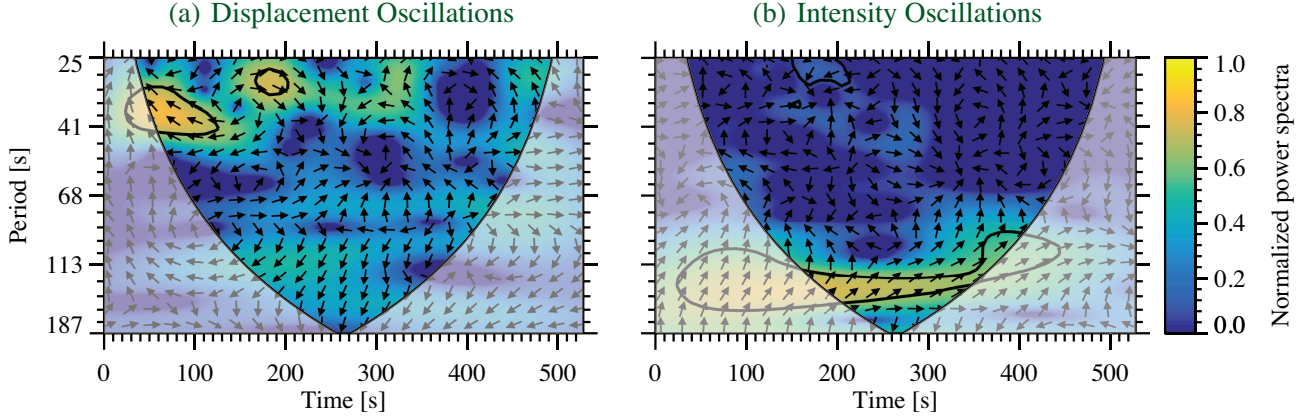 (a) Displacement Oscillations
(b) Intensity Oscillations
Period [s]
25
41
68
113
187
0 100 200 300 400 500
Time [s]
0 100 200 300 400 500
Time [s]
1.0
0.8
0.6
0.4
0.2
0.0
Normalized power spectra